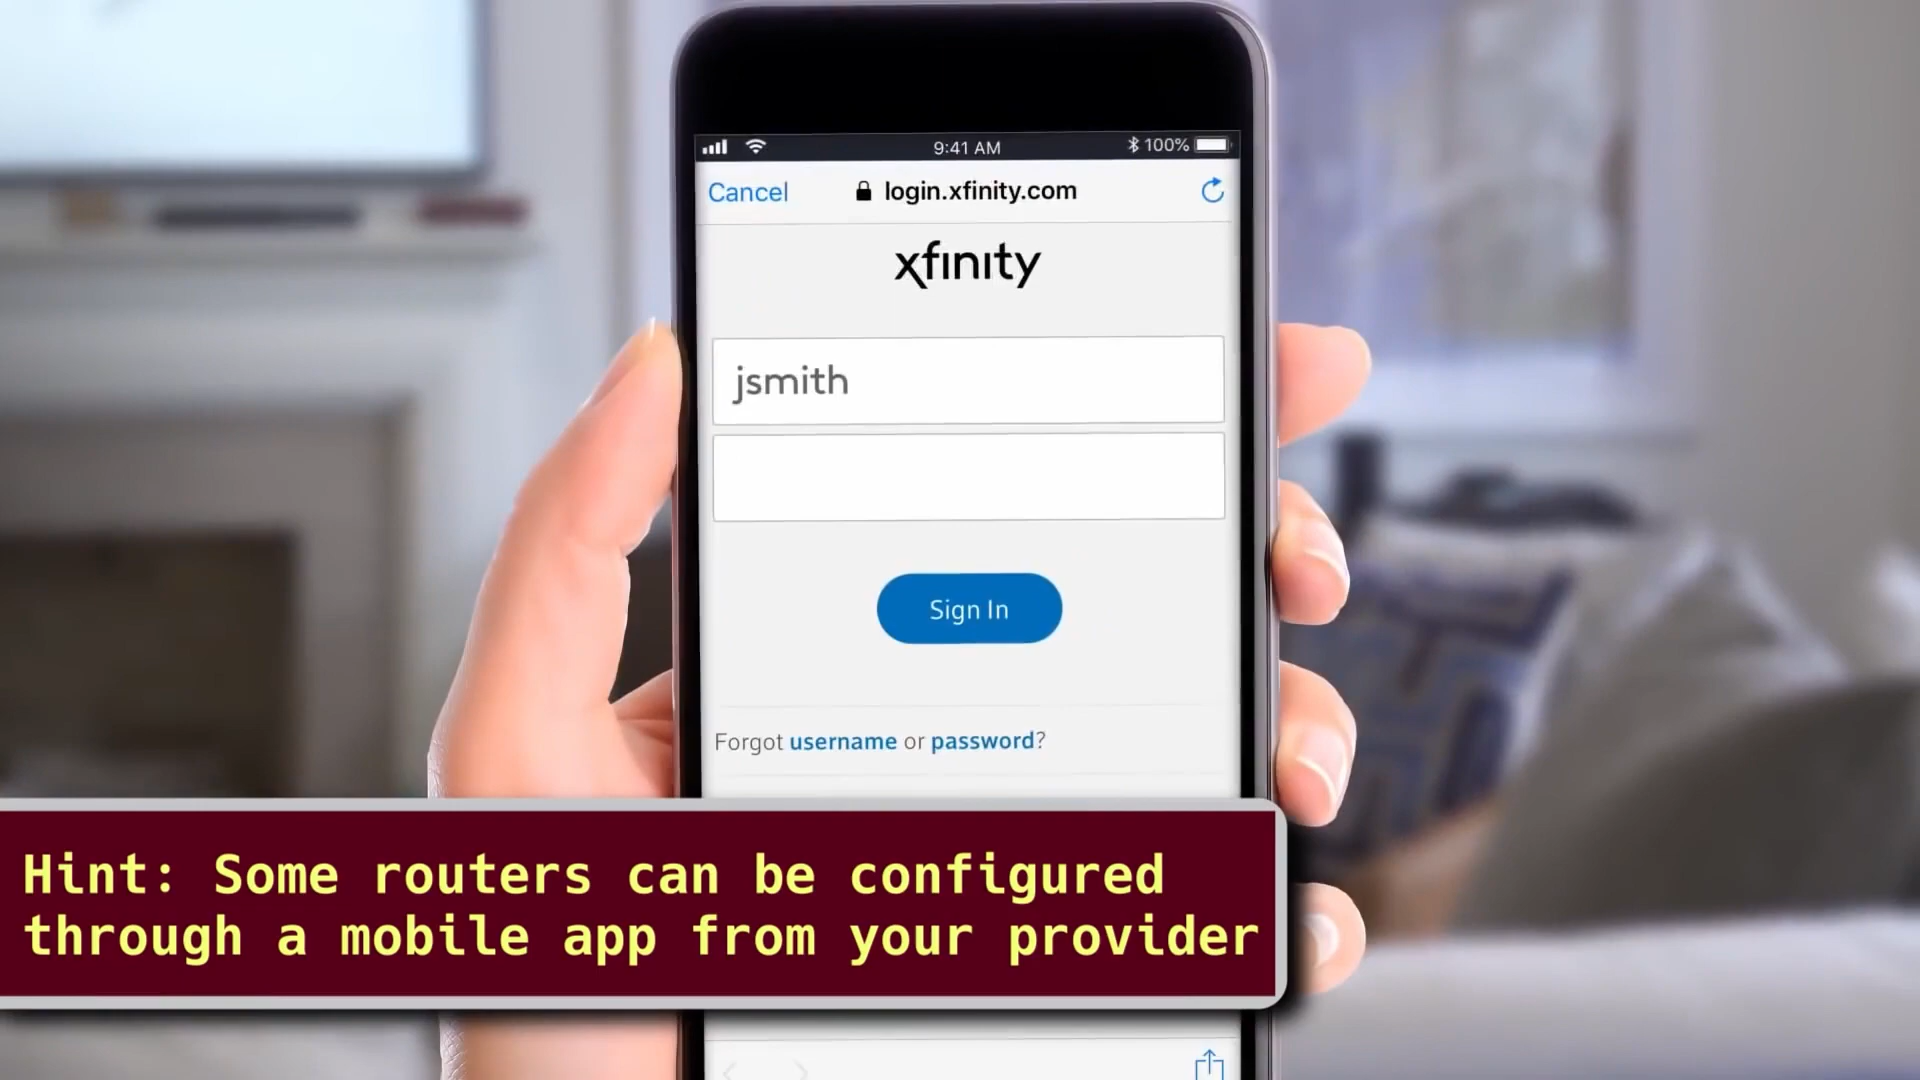 9:41 AM
100%
Cancel
login.xfinity.com
xfinity
jsmith
Sign In
Forgot username or password?
Hint: Some routers can be configured
through a mobile app from your provider